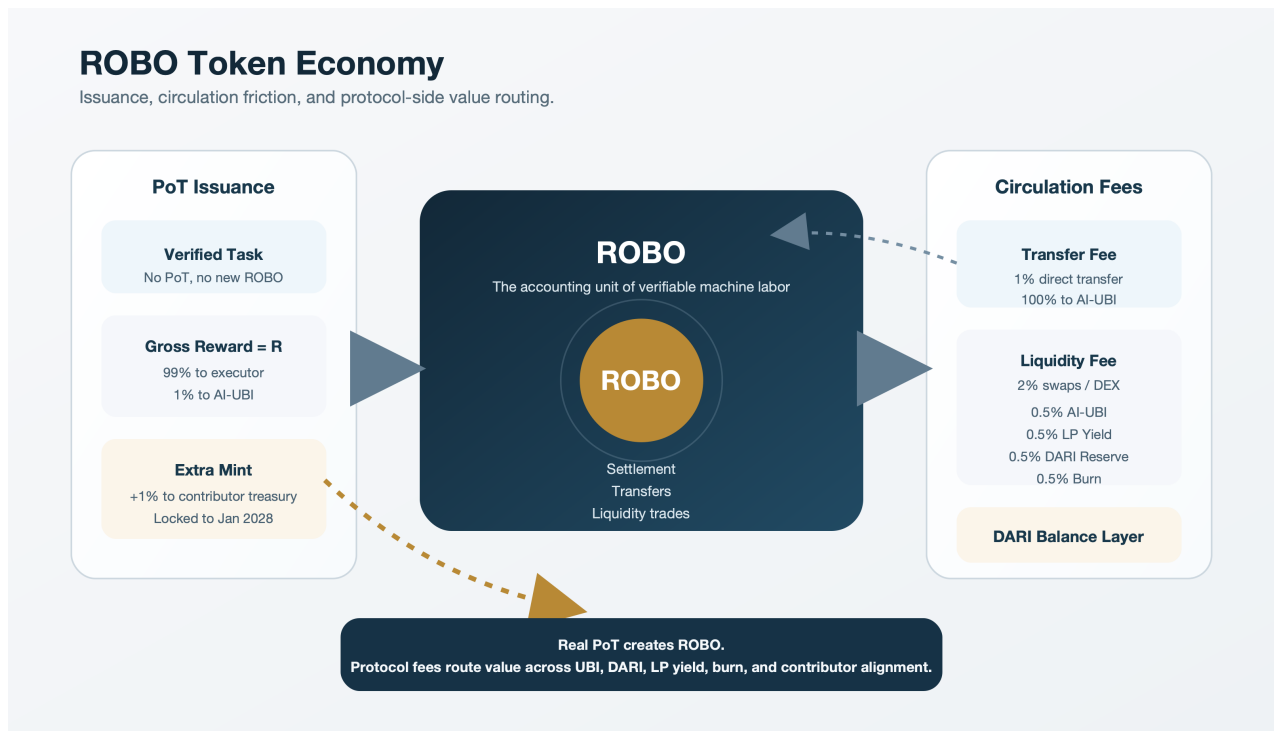 ROBO Token Economy
Issuance, circulation friction, and protocol-side value routing.
PoT Issuance
Verified Task
No PoT, no new ROBO
Gross Reward = R
99% to executor
1% to AI-UBI
Extra Mint
+1% to contributor treasury
Locked to Jan 2028
ROBO
The accounting unit of verifiable machine labor
ROBO
Settlement
Transfers
Liquidity trades
Circulation Fees
Transfer Fee
1% direct transfer
100% to AI-UBI
Liquidity Fee
2% swaps / DEX
0.5% AI-UBI
0.5% LP Yield
0.5% DARI Reserve
0.5% Burn
DARI Balance Layer
Real PoT creates ROBO.
Protocol fees route value across UBI, DARI, LP yield, burn, and contributor alignment.